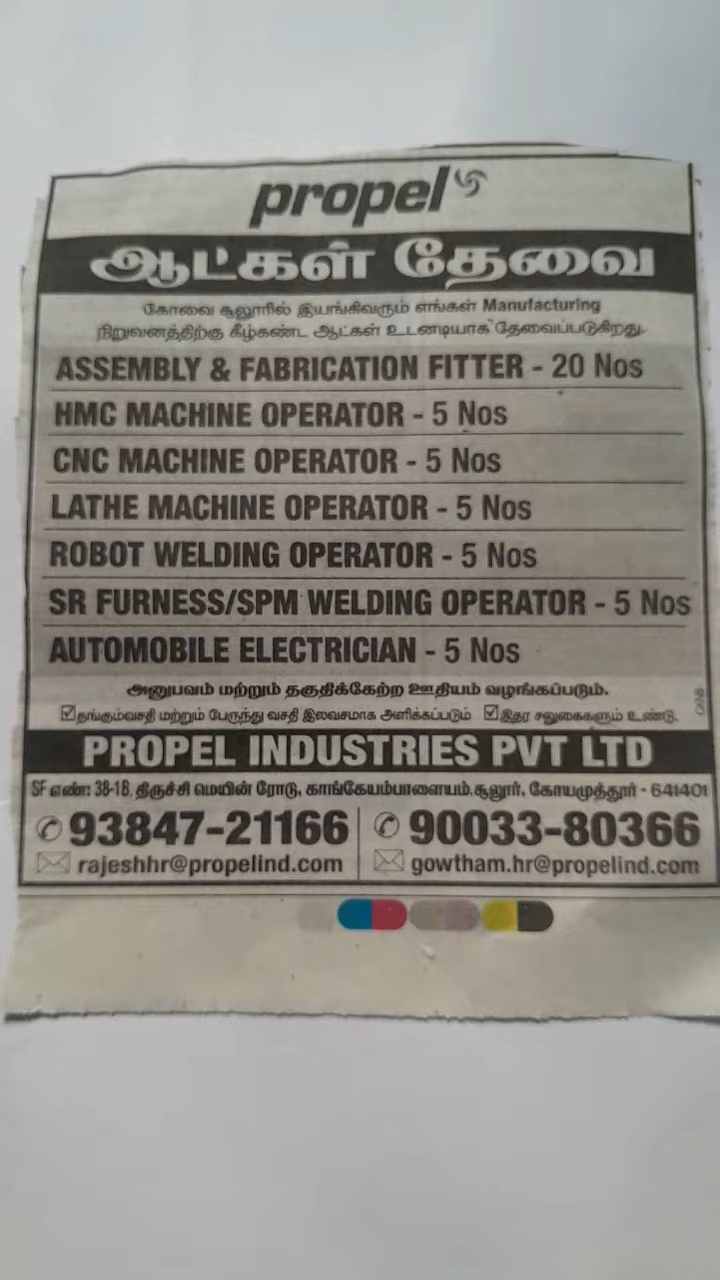 propel
ஆட்கள் தேவை
கோவை சூலூரில் இயங்கிவரும் எங்கள் Manufacturing
நிறுவனத்திற்கு கீழ்கண்ட ஆட்கள் உடனடியாக தேவைப்படுகிறது.
ASSEMBLY & FABRICATION FITTER - 20 Nos
HMC MACHINE OPERATOR - 5 Nos
CNC MACHINE OPERATOR - 5 Nos
LATHE MACHINE OPERATOR - 5 Nos
ROBOT WELDING OPERATOR - 5 Nos
SR FURNESS/SPM WELDING OPERATOR - 5 Nos
AUTOMOBILE ELECTRICIAN - 5 Nos
அனுபவம் மற்றும் தகுதிக்கேற்ற ஊதியம் வழங்கப்படும்.
☑தங்கும்வசதி மற்றும் பேருந்து வசதி இலவசமாக அளிக்கப்படும் ☑இதர சலுகைகளும் உண்டு.
PROPEL INDUSTRIES PVT LTD
SF எண்: 38-1B, திருச்சி மெயின் ரோடு, காங்கேயம்பாளையம்,சூலூர், கோயமுத்தூர் - 641401
93847-21166 90033-80366
rajeshhr@propelind.com gowtham.hr@propelind.com